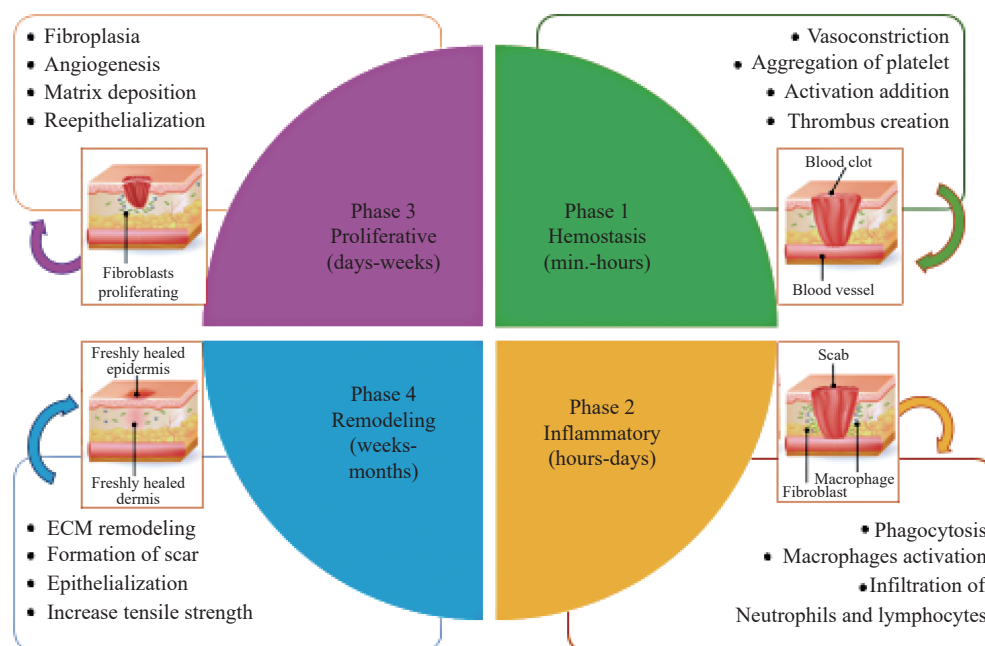 • Fibroplasia
• Angiogenesis
• Matrix deposition
• Reepithelialization
Fibroblasts
proliferating
Phase 3
Proliferative
(days-weeks)
Phase 1
Hemostasis
(min.-hours)
• Vasoconstriction
• Aggregation of platelet
• Activation addition
• Thrombus creation
Blood clot
Blood vessel
Freshly healed
epidermis
Freshly healed
dermis
Phase 4
Remodeling
(weeks-
months)
• ECM remodeling
• Formation of scar
• Epithelialization
• Increase tensile strength
Phase 2
Inflammatory
(hours-days)
Scab
Macrophage
Fibroblast
• Phagocytosis
• Macrophages activation
• Infiltration of
Neutrophils and lymphocytes